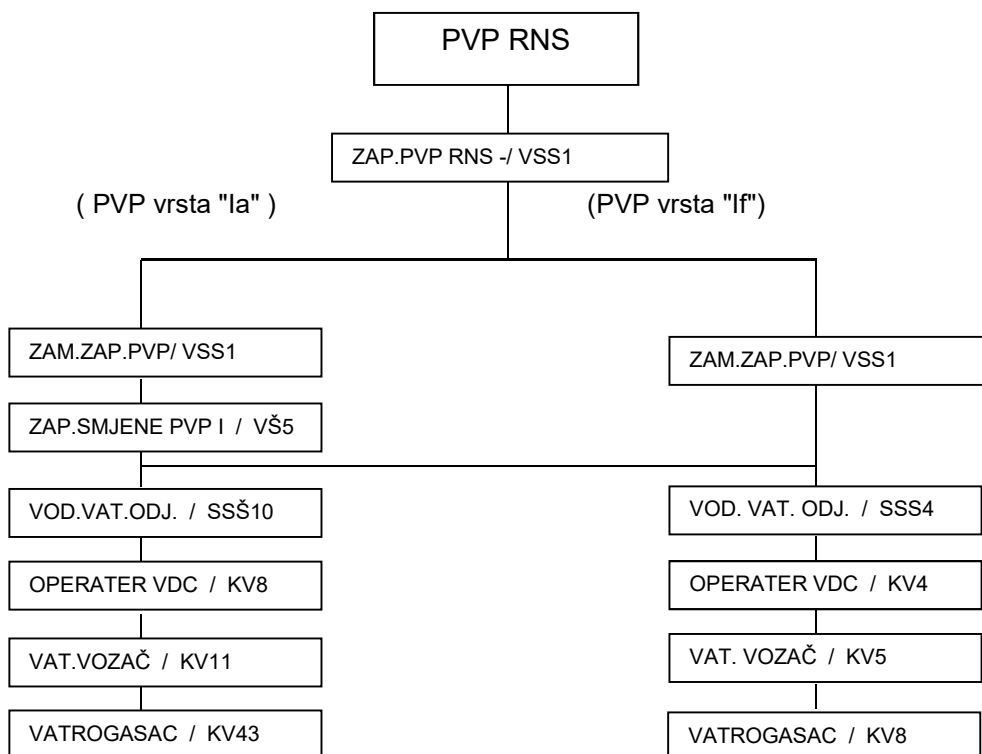 PVP RNS
ZAP.PVP RNS -/ VSS1
( PVP vrsta "Ia" )
(PVP vrsta "If")
ZAM.ZAP.PVP/ VSS1
ZAP.SMJENE PVP I / VŠ5
VOD.VAT.ODJ. / SSŠ10
OPERATER VDC / KV8
VAT.VOZAČ / KV11
VATROGASAC / KV43
ZAM.ZAP.PVP/ VSS1
VOD. VAT. ODJ. / SSS4
OPERATER VDC / KV4
VAT. VOZAČ / KV5
VATROGASAC / KV8